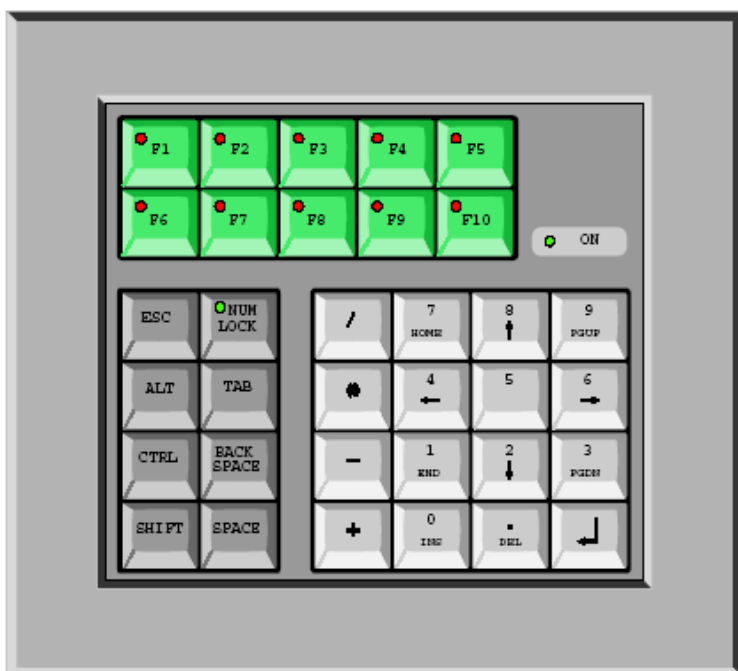 F1 F2 F3 F4 F5
F6 F7 F8 F9 F10
ON
ESC
NUM
LOCK
/
7
HOME
8
↑
9
PGUP
ALT
TAB
*
4
←
5
6
→
CTRL
BACK
SPACE
-
1
END
2
↓
3
PGDN
SHIFT
SPACE
+
0
INS
.
DEL
↵